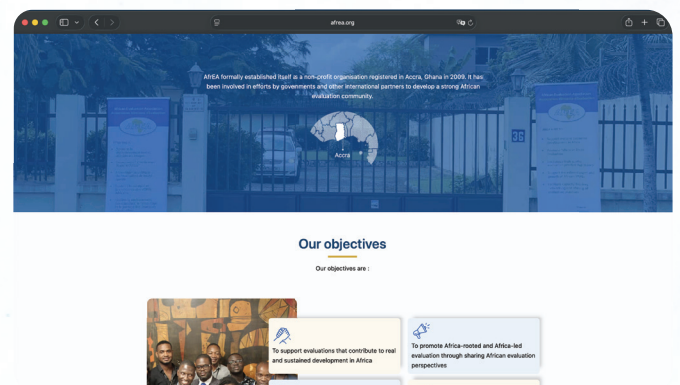 afrea.org
AfrEA formally established itself as a non-profit organisation registered in Accra, Ghana in 2009. It has
been involved in efforts by governments and other international partners to develop a strong African
evaluation community.
36
Accra
Our objectives
Our objectives are :
To support evaluations that contribute to real
and sustained development in Africa
To promote Africa-rooted and Africa-led
evaluation through sharing African evaluation
perspectives